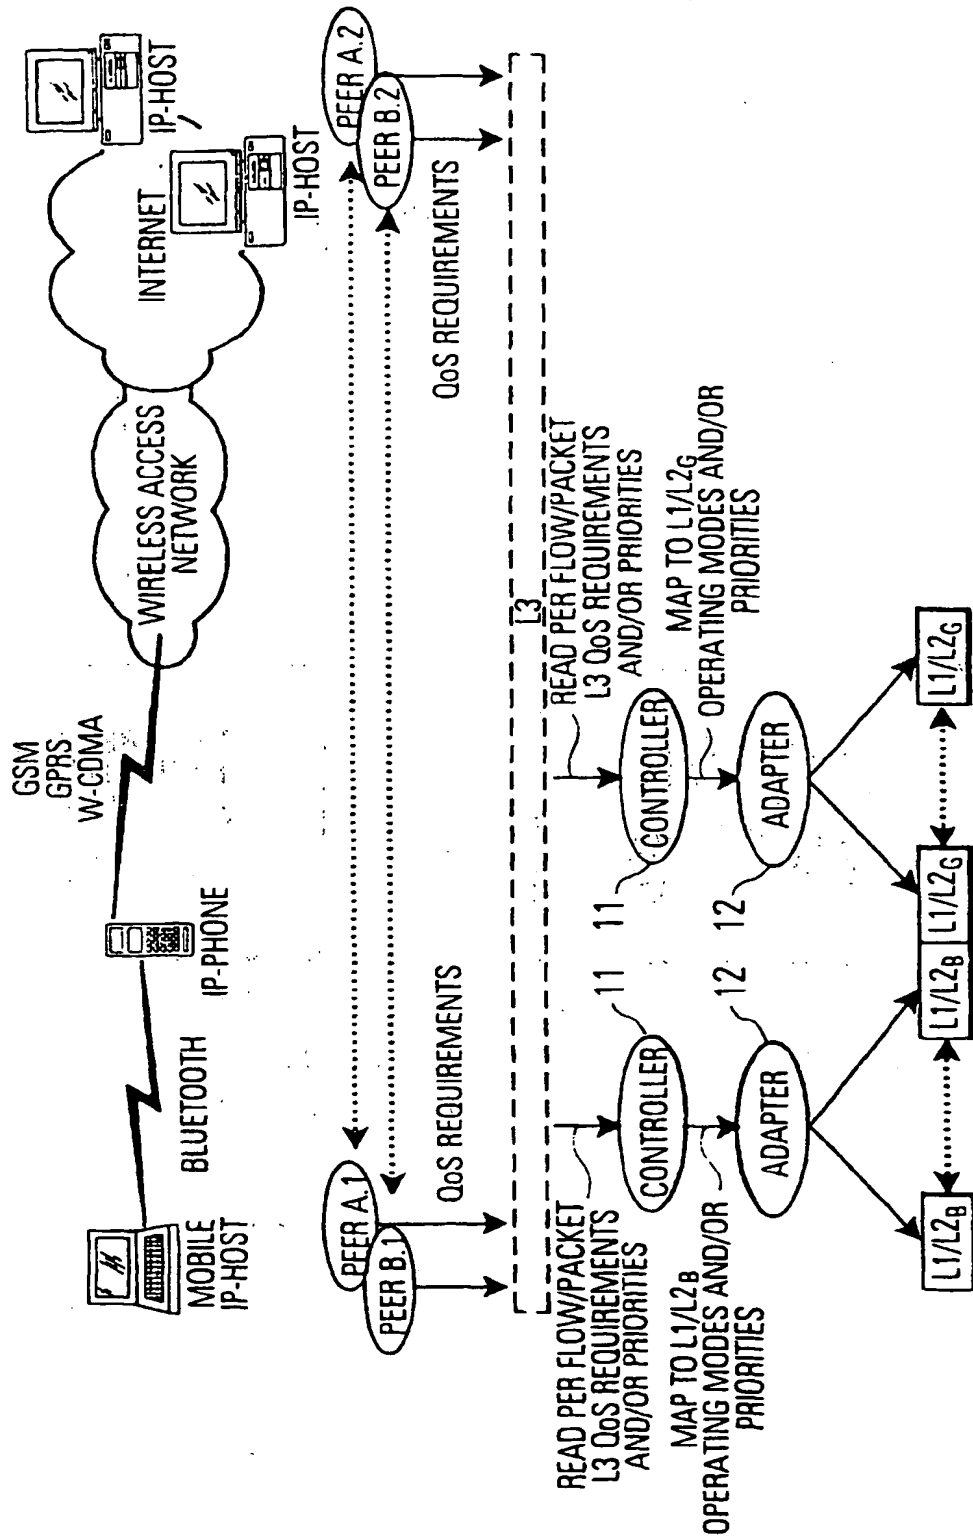 GSM
GPRS
W-CDMA
MOBILE
IP-HOST
BLUETOOTH
IP-PHONE
WIRELESS ACCESS
NETWORK
INTERNET
IP-HOST
IP-HOST
PEER A.1
PEER B.1
PEER A.2
PEER B.2
QoS REQUIREMENTS
QoS REQUIREMENTS
L3
READ PER FLOW/PACKET
L3 QoS REQUIREMENTS
AND/OR PRIORITIES
CONTROLLER
11
MAP TO L1/L2B
OPERATING MODES AND/OR
PRIORITIES
ADAPTER
12
READ PER FLOW/PACKET
L3 QoS REQUIREMENTS
AND/OR PRIORITIES
11
CONTROLLER
MAP TO L1/L2G
OPERATING MODES AND/OR
PRIORITIES
12
ADAPTER
L1/L2B
L1/L2B
L1/L2G
L1/L2G